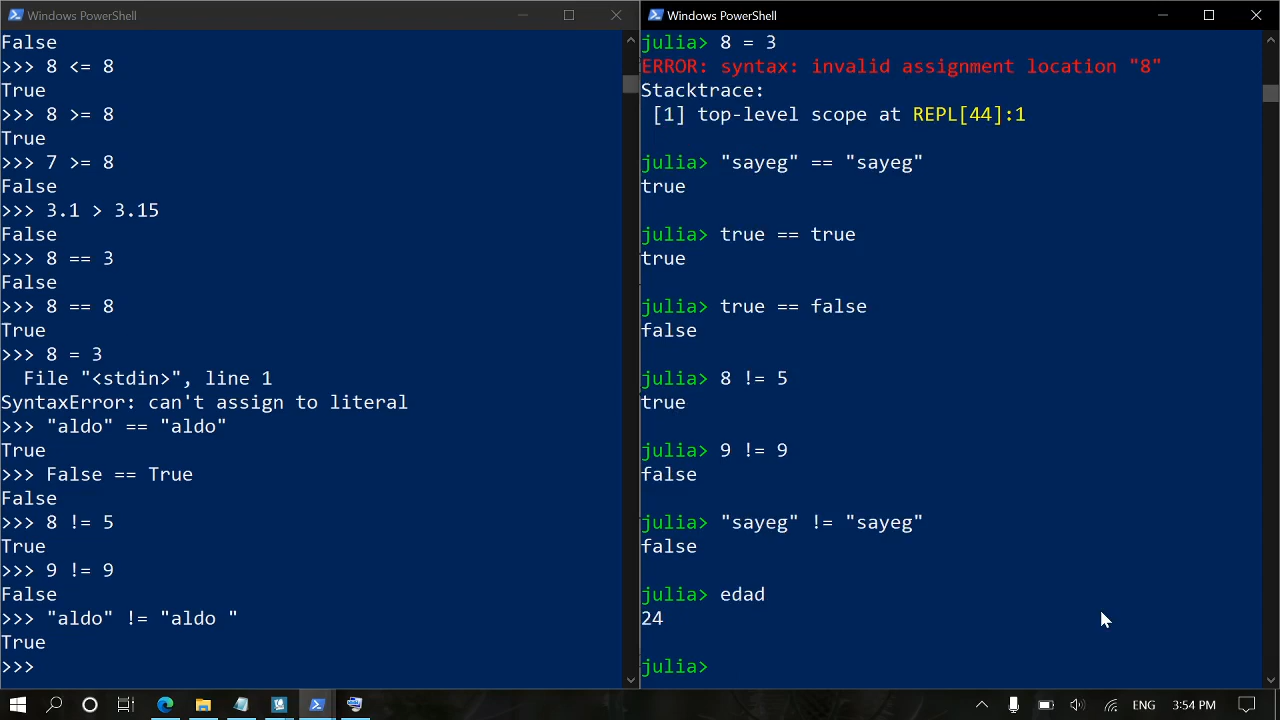 Windows PowerShell
False
>>> 8 <= 8
True
>>> 8 >= 8
True
>>> 7 >= 8
False
>>> 3.1 > 3.15
False
>>> 8 == 3
False
>>> 8 == 8
True
>>> 8 = 3
  File "<stdin>", line 1
SyntaxError: can't assign to literal
>>> "aldo" == "aldo"
True
>>> False == True
False
>>> 8 != 5
True
>>> 9 != 9
False
>>> "aldo" != "aldo "
True
>>>
Windows PowerShell
julia> 8 = 3
ERROR: syntax: invalid assignment location "8"
Stacktrace:
 [1] top-level scope at REPL[44]:1
julia> "sayeg" == "sayeg"
true
julia> true == true
true
julia> true == false
false
julia> 8 != 5
true
julia> 9 != 9
false
julia> "sayeg" != "sayeg"
false
julia> edad
24
julia>
ENG 3:54 PM